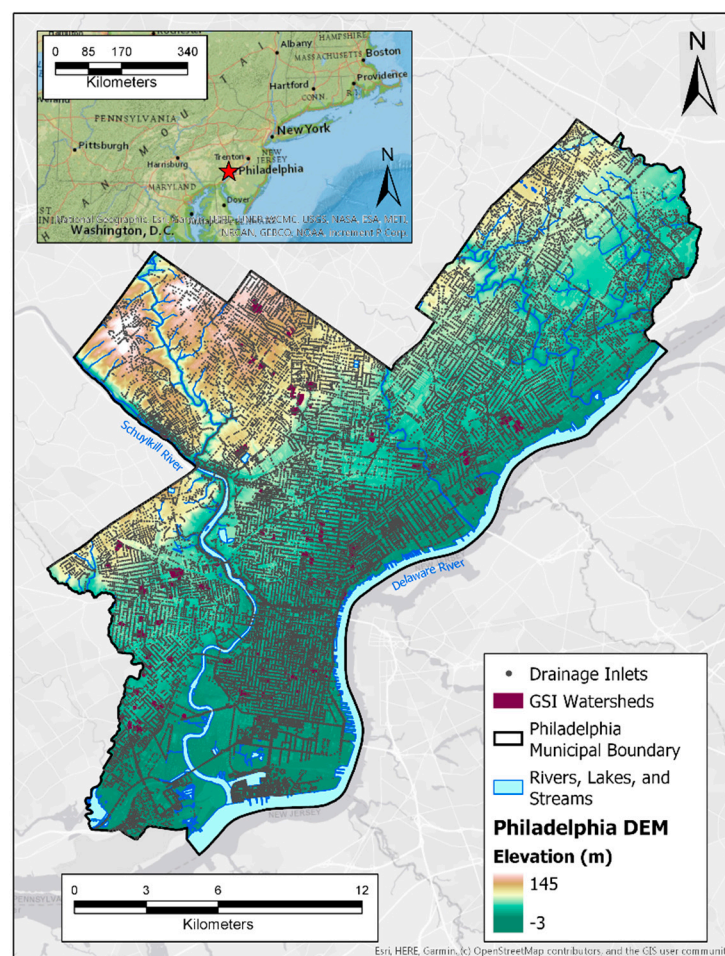 0 85 170 340
Kilometers
HAMPSHIRE
Albany
MASSACHUSETTS
Boston
Hartford
Providence
CONN.
R.I.
PENNSYLVANIA
New York
Pittsburgh
Harrisburg
Trenton
NEW
JERSEY
Philadelphia
MARYLAND
Dover
Washington, D.C.
N
N
Schuylkill River
Delaware River
NEW JERSEY
Drainage Inlets
GSI Watersheds
Philadelphia
Municipal Boundary
Rivers, Lakes, and
Streams
Philadelphia DEM
Elevation (m)
145
-3
0 3 6 12
Kilometers
PENNSYLVANIA
Esri, HERE, Garmin, (c) OpenStreetMap contributors, and the GIS user communit